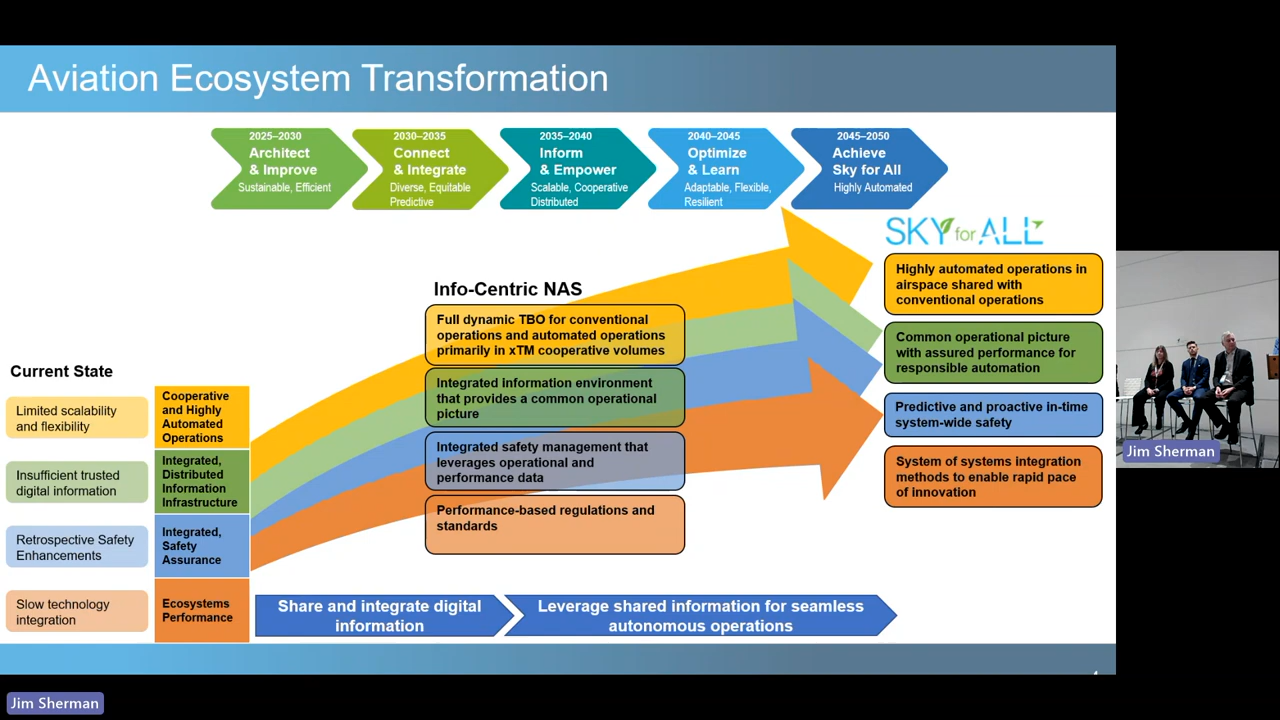 Aviation Ecosystem Transformation
2025–2030
Architect
& Improve
Sustainable, Efficient
2030–2035
Connect
& Integrate
Diverse, Equitable
Predictive
2035–2040
Inform
& Empower
Scalable, Cooperative
Distributed
2040–2045
Optimize
& Learn
Adaptable, Flexible,
Resilient
2045–2050
Achieve
Sky for All
Highly Automated
SKY for ALL
Current State
Limited scalability
and flexibility
Insufficient trusted
digital information
Retrospective Safety
Enhancements
Slow technology
integration
Cooperative
and Highly
Automated
Operations
Integrated,
Distributed
Information
Infrastructure
Integrated,
Safety
Assurance
Ecosystems
Performance
Info-Centric NAS
Full dynamic TBO for conventional
operations and automated operations
primarily in xTM cooperative volumes
Integrated information environment
that provides a common operational
picture
Integrated safety management that
leverages operational and
performance data
Performance-based regulations and
standards
Highly automated operations in
airspace shared with
conventional operations
Common operational picture
with assured performance for
responsible automation
Predictive and proactive in-time
system-wide safety
System of systems integration
methods to enable rapid pace
of innovation
Share and integrate digital
information
Leverage shared information for seamless
autonomous operations
Jim Sherman
Jim Sherman